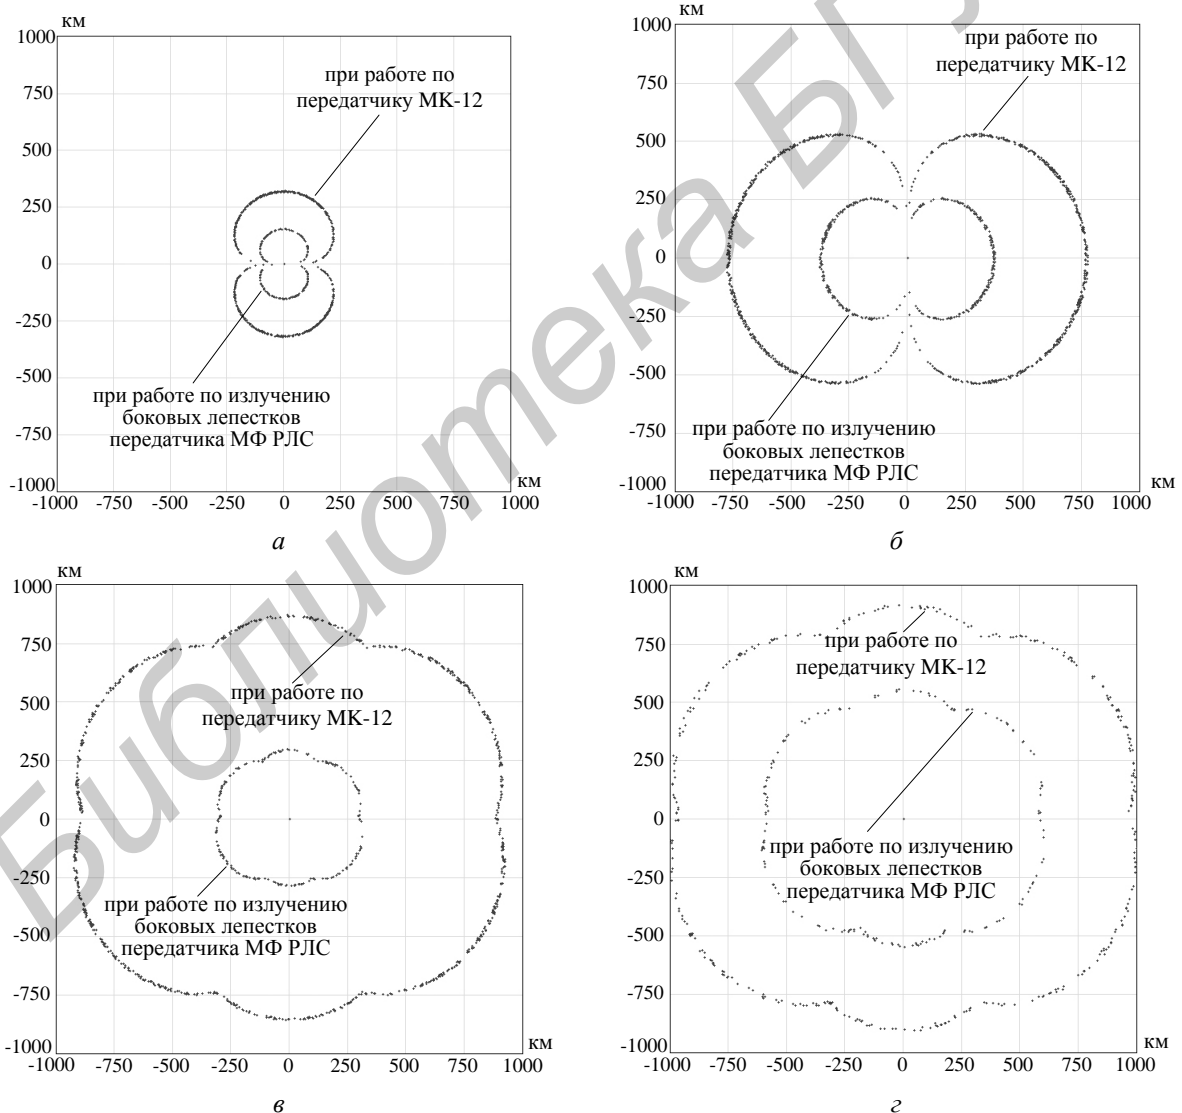 км
1000
750
500
250
0
-250
-500
-750
-1000
-1000 -750 -500 -250 0 250 500 750 1000
км
при работе по
передатчику МК-12
при работе по излучению
боковых лепестков
передатчика МФ РЛС
а
км
1000
750
500
250
0
-250
-500
-750
-1000
-1000 -750 -500 -250 0 250 500 750 1000
км
при работе по
передатчику МК-12
при работе по излучению
боковых лепестков
передатчика МФ РЛС
б
км
1000
750
500
250
0
-250
-500
-750
-1000
-1000 -750 -500 -250 0 250 500 750 1000
км
при работе по
передатчику МК-12
при работе по излучению
боковых лепестков
передатчика МФ РЛС
в
км
1000
750
500
250
0
-250
-500
-750
-1000
-1000 -750 -500 -250 0 250 500 750 1000
км
при работе по
передатчику МК-12
при работе по излучению
боковых лепестков
передатчика МФ РЛС
г
Библиотека